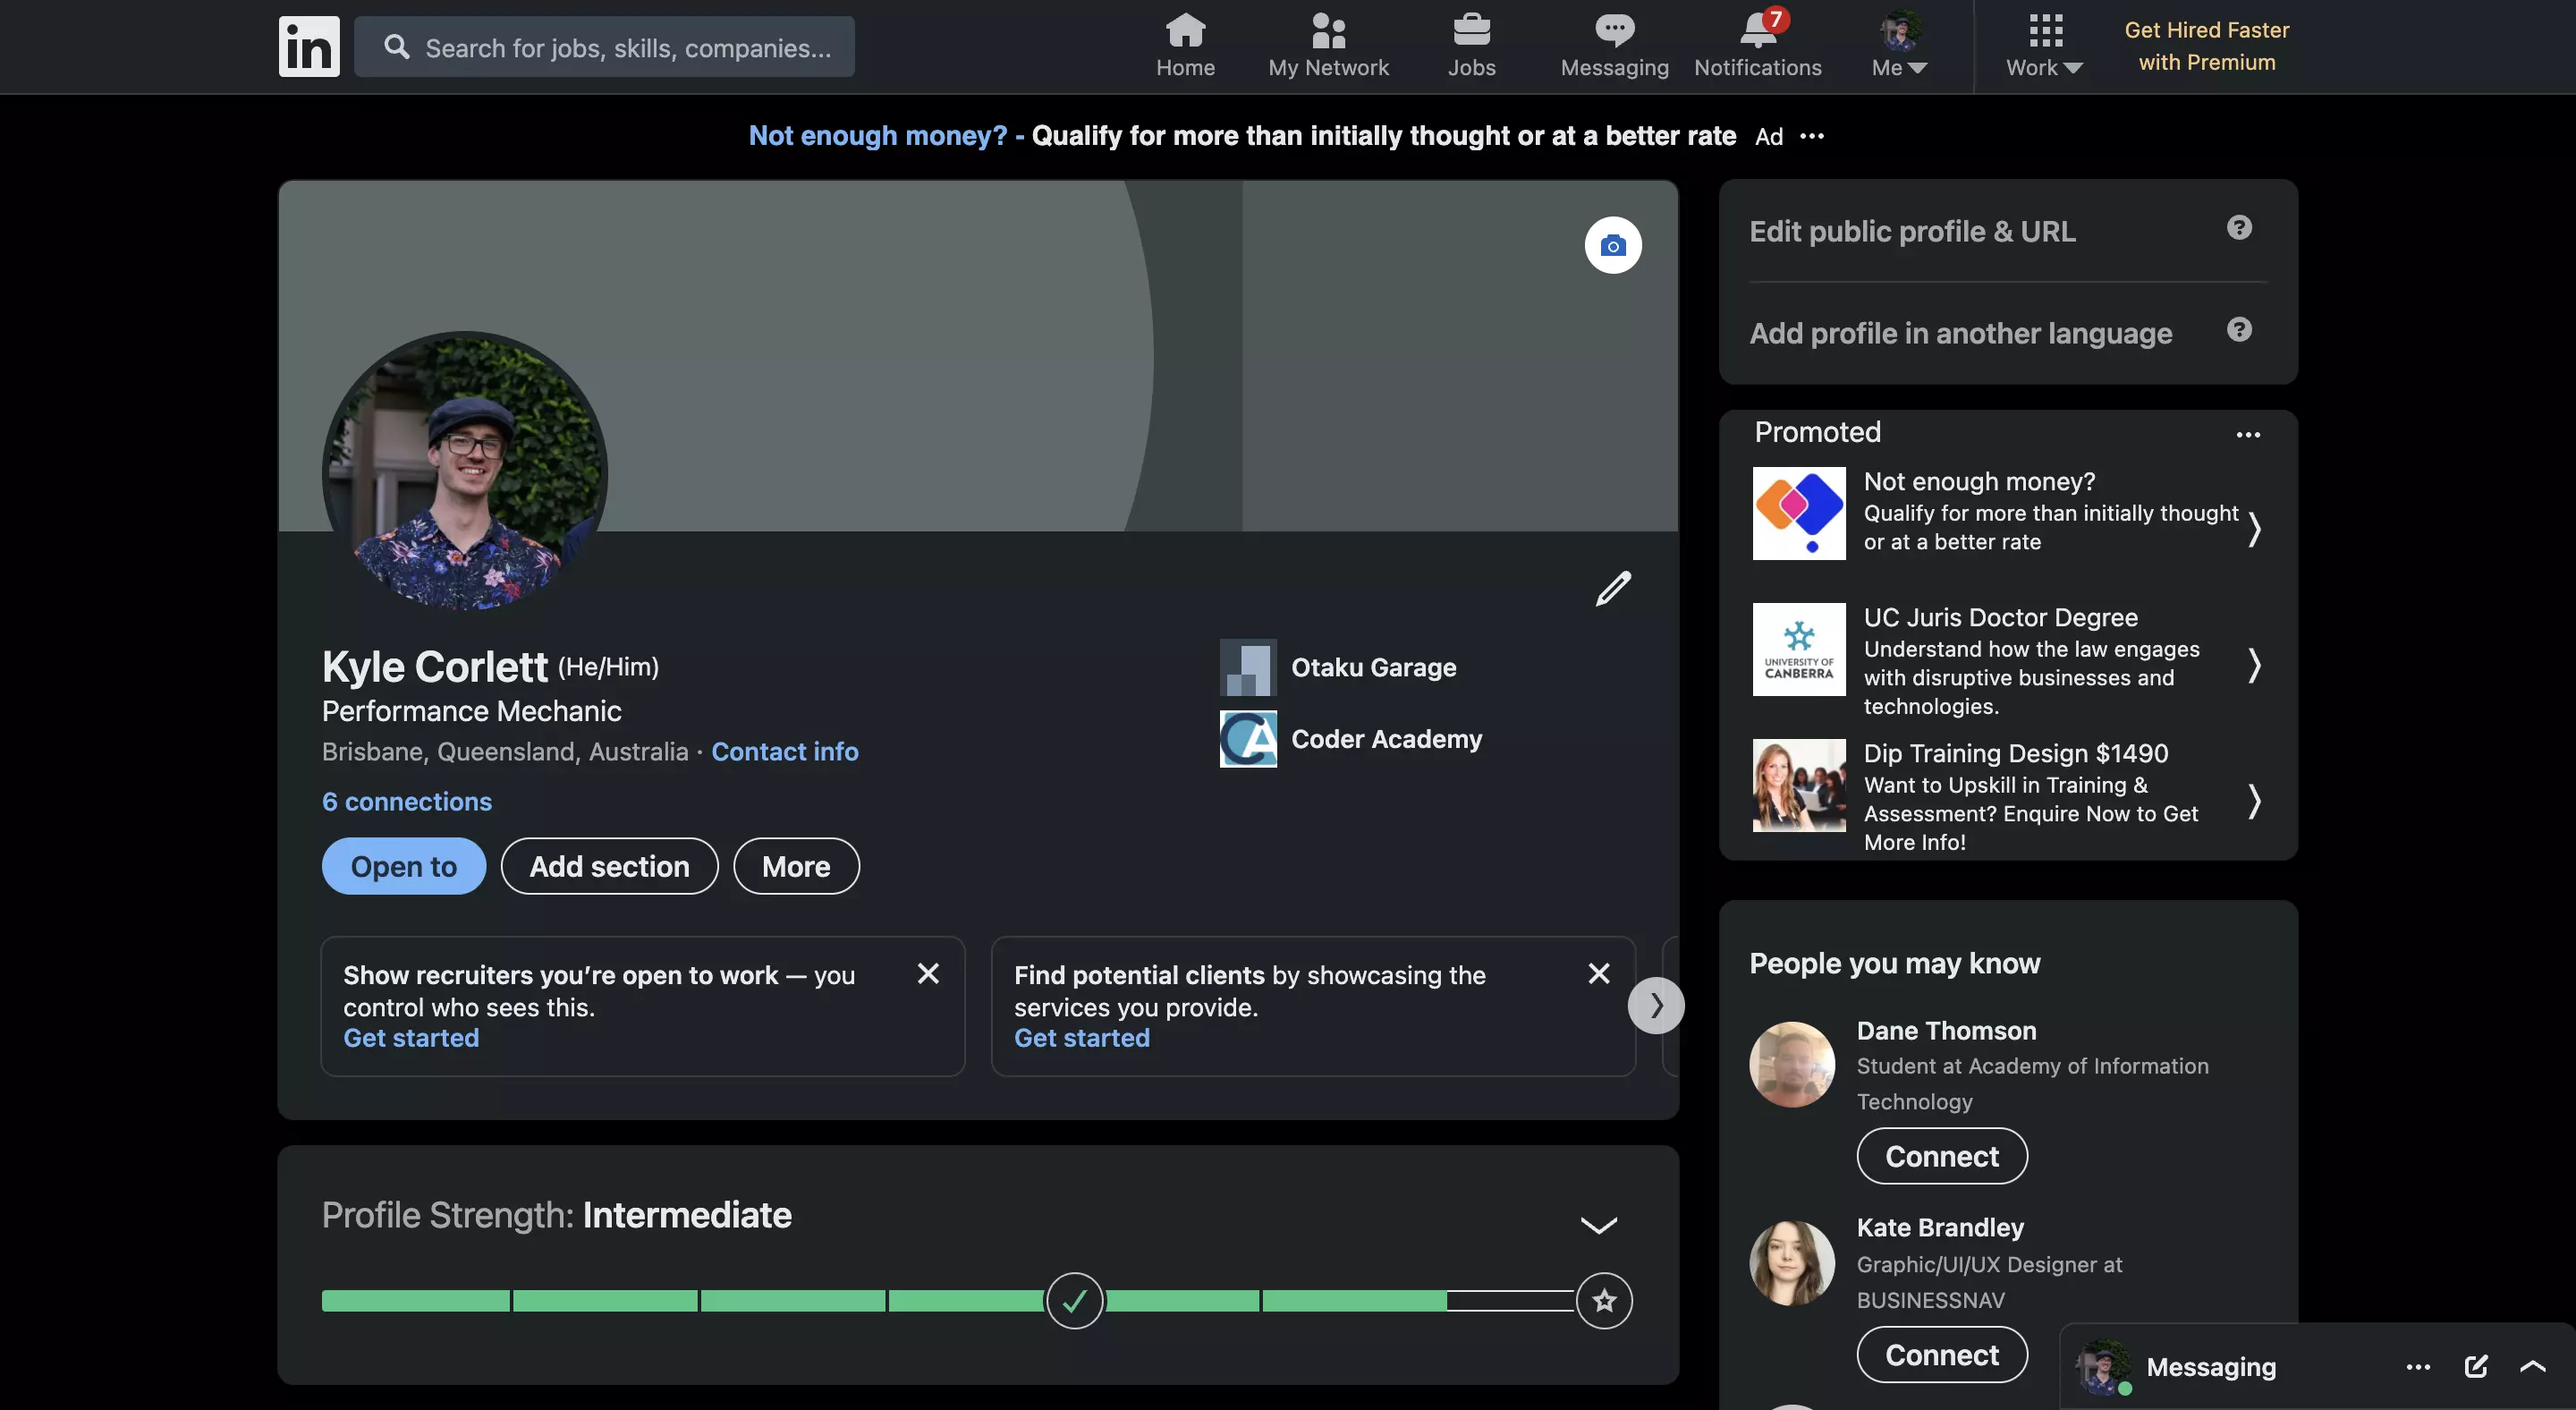 in
Search for jobs, skills, companies...
Home
My Network
Jobs
Messaging
7
Notifications
Me
Work
Get Hired Faster
with Premium
Not enough money? - Qualify for more than initially thought or at a better rate Ad
Edit public profile & URL
Add profile in another language
Kyle Corlett (He/Him)
Performance Mechanic
Brisbane, Queensland, Australia · Contact info
6 connections
Open to
Add section
More
Otaku Garage
CA
Coder Academy
Show recruiters you’re open to work — you
control who sees this.
Get started
Find potential clients by showcasing the
services you provide.
Get started
Profile Strength: Intermediate
Promoted
Not enough money?
Qualify for more than initially thought
or at a better rate
UNIVERSITY OF
CANBERRA
UC Juris Doctor Degree
Understand how the law engages
with disruptive businesses and
technologies.
Dip Training Design $1490
Want to Upskill in Training &
Assessment? Enquire Now to Get
More Info!
People you may know
Dane Thomson
Student at Academy of Information
Technology
Connect
Kate Brandley
Graphic/UI/UX Designer at
BUSINESSNAV
Connect
Messaging